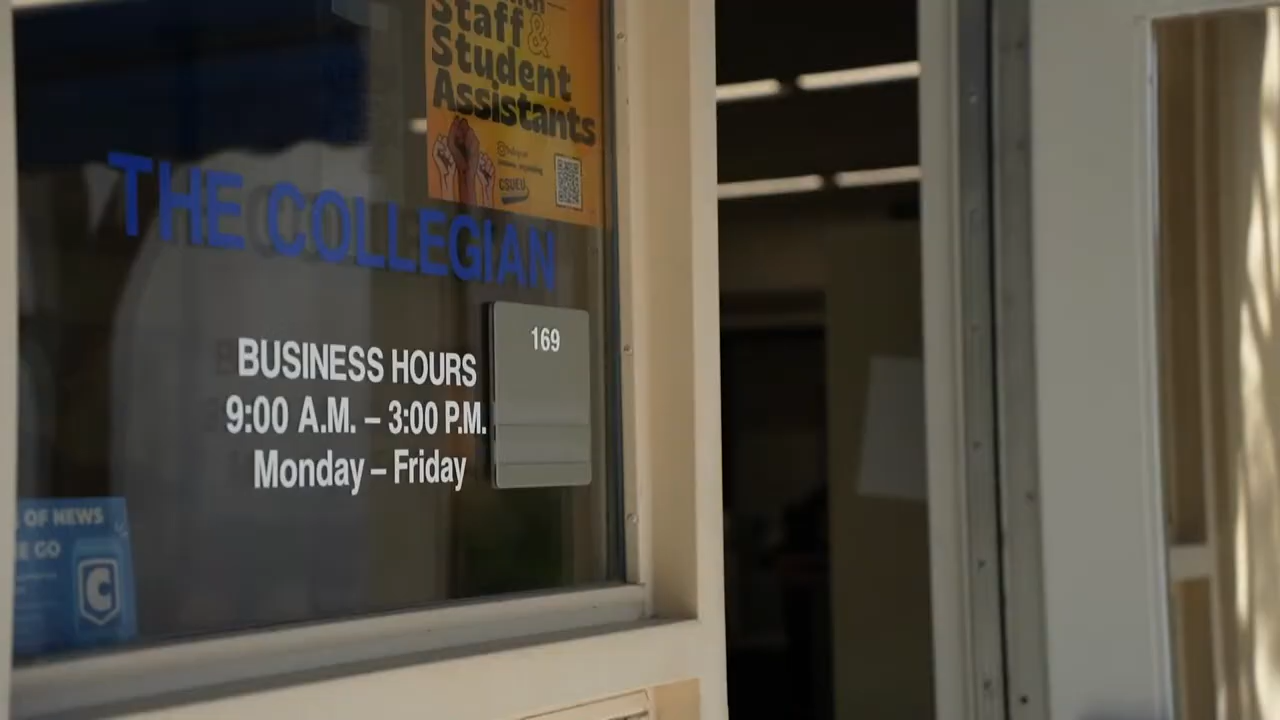 Staff &
Student
Assistants
CSUEU
THE COLLEGIAN
169
BUSINESS HOURS
9:00 A.M. – 3:00 P.M.
Monday – Friday
OF NEWS
GO
C